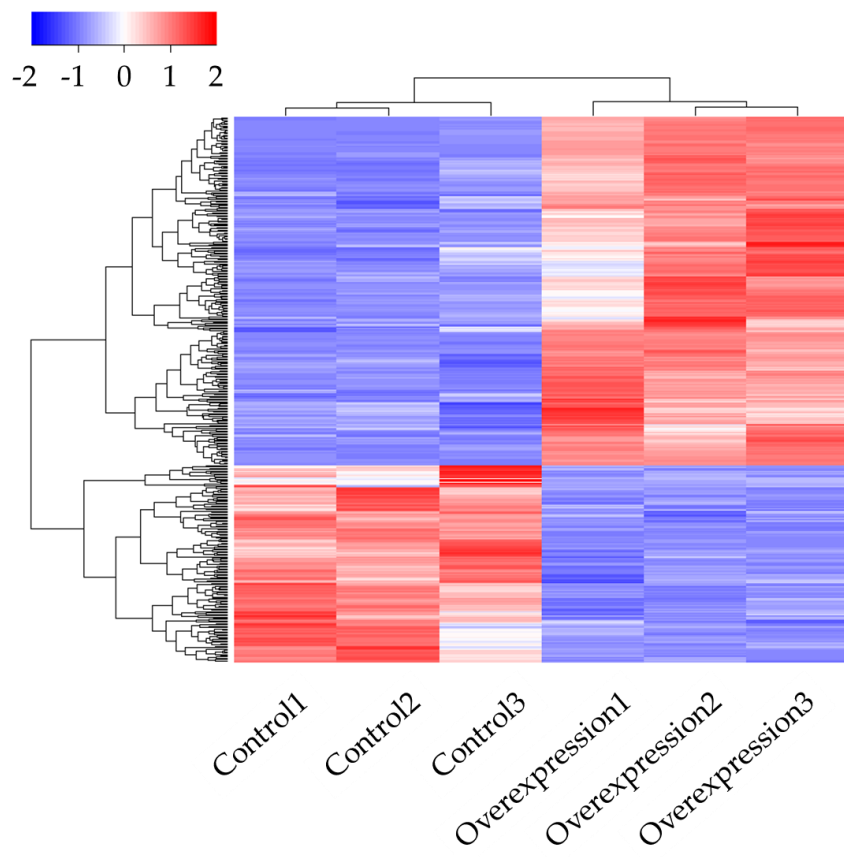 -2 -1 0 1 2
Control1
Control2
Control3
Overexpression1
Overexpression2
Overexpression3